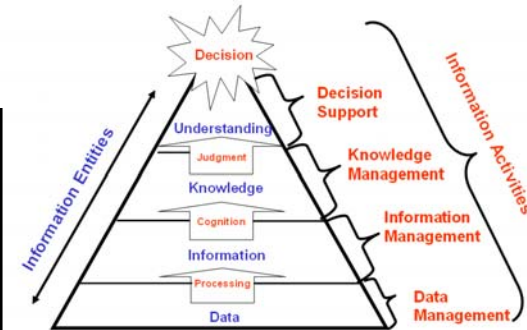 Decision
Decision
Support
Understanding
Judgment
Knowledge
Management
Knowledge
Cognition
Information
Management
Information
Processing
Data
Management
Data
Information Entities
Information Activities